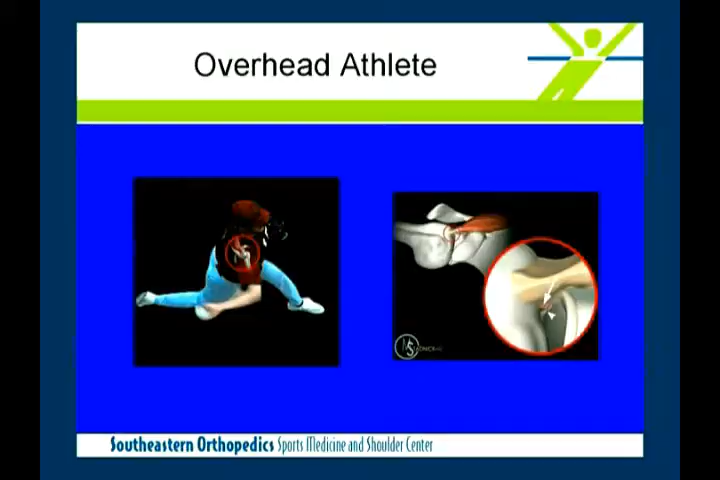 Overhead Athlete
Southeastern Orthopedics Sports Medicine and Shoulder Center